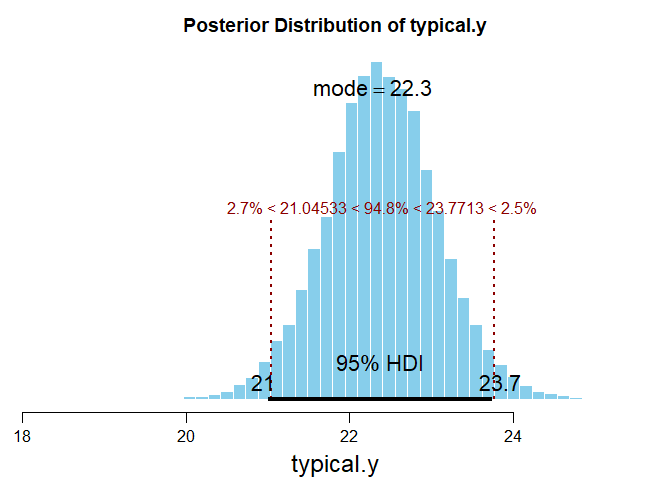 Posterior Distribution of typical.y
mode = 22.3
2.7% < 21.04533 < 94.8% < 23.7713 < 2.5%
95% HDI
21 23.7
18 20 22 24
typical.y